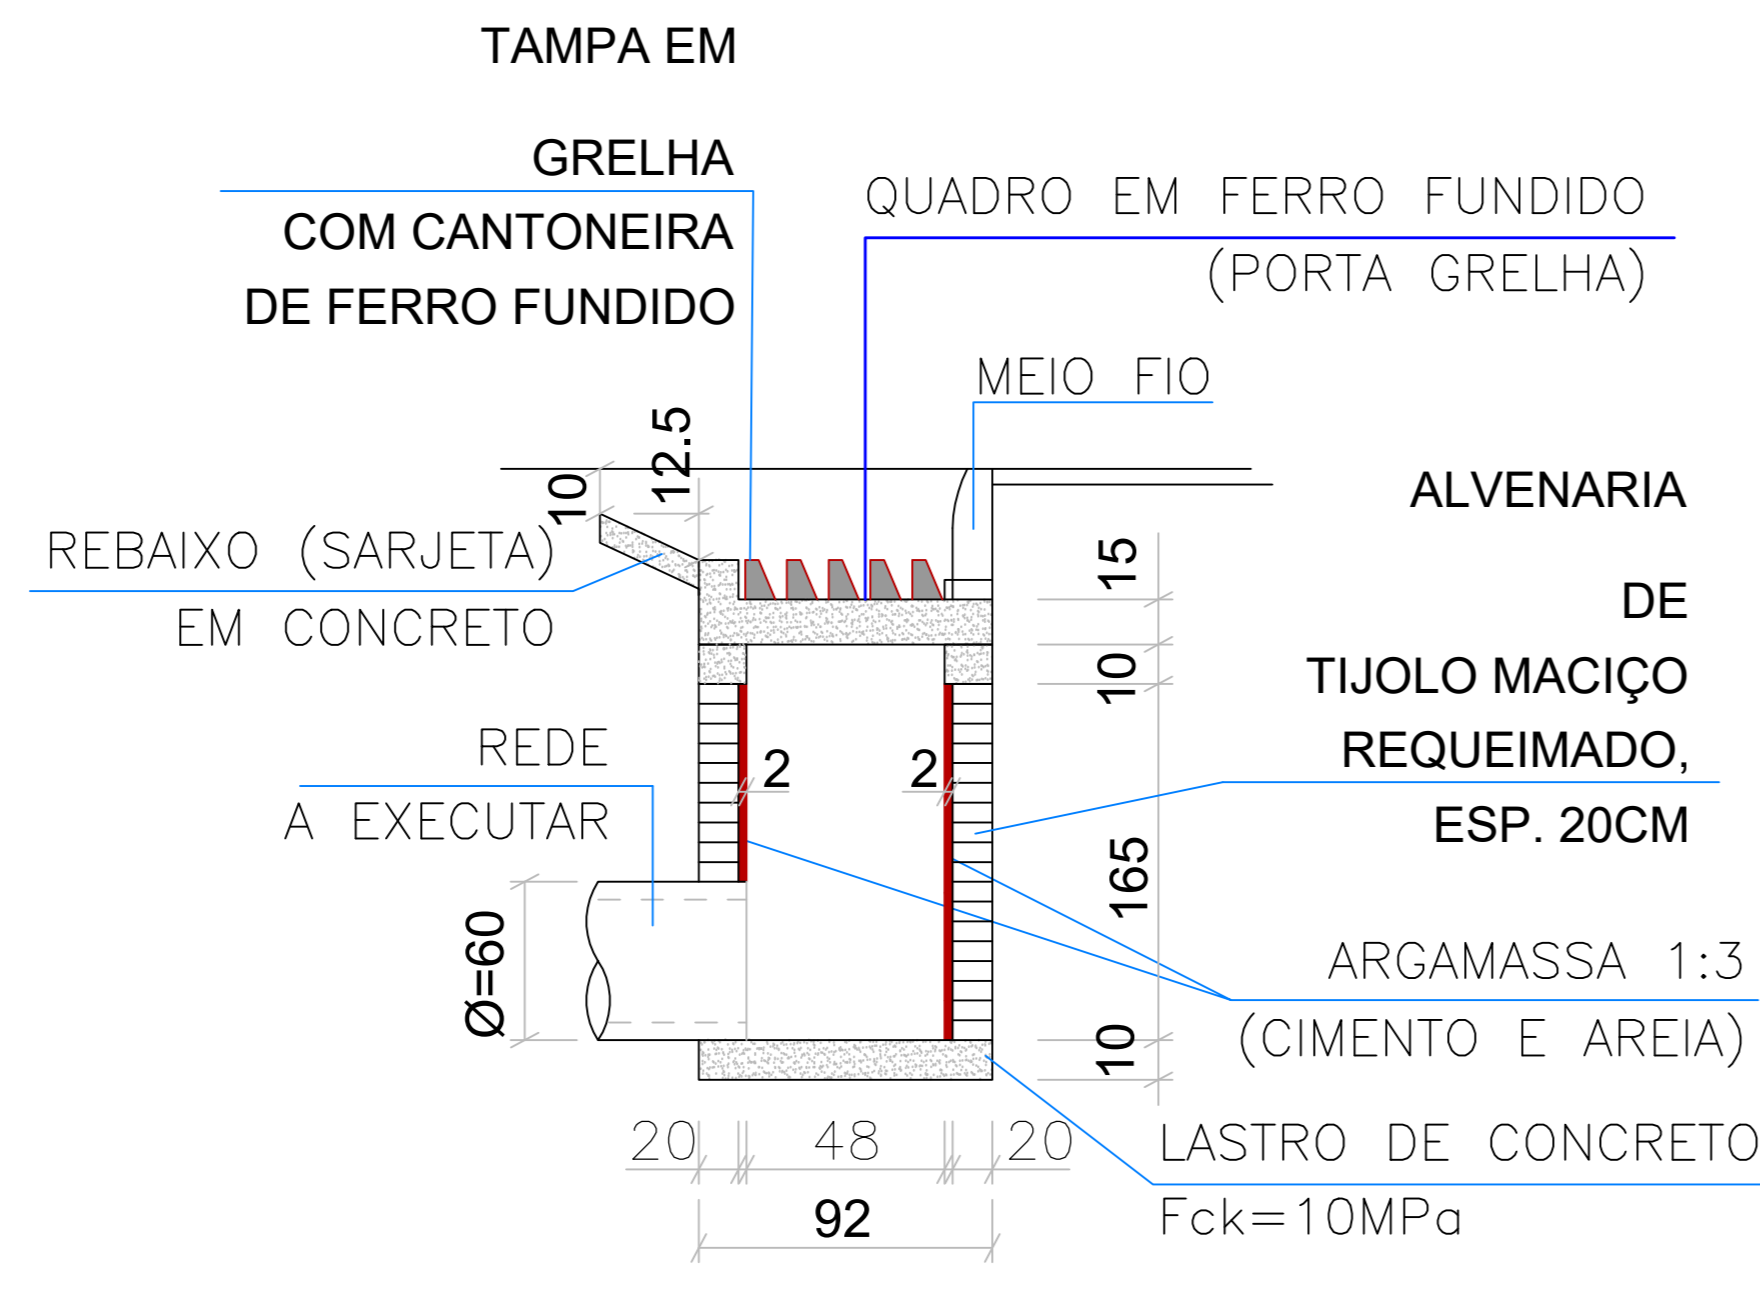 TAMPA EM
GRELHA
COM CANTONEIRA
DE FERRO FUNDIDO
QUADRO EM FERRO FUNDIDO
(PORTA GRELHA)
MEIO FIO
12.5
10
REBAIXO (SARJETA)
EM CONCRETO
ALVENARIA
DE
TIJOLO MACIÇO
REQUEIMADO,
ESP. 20CM
15
10
REDE
A EXECUTAR
2
2
165
Ø=60
ARGAMASSA 1:3
(CIMENTO E AREIA)
10
20
48
20
92
LASTRO DE CONCRETO
Fck=10MPa